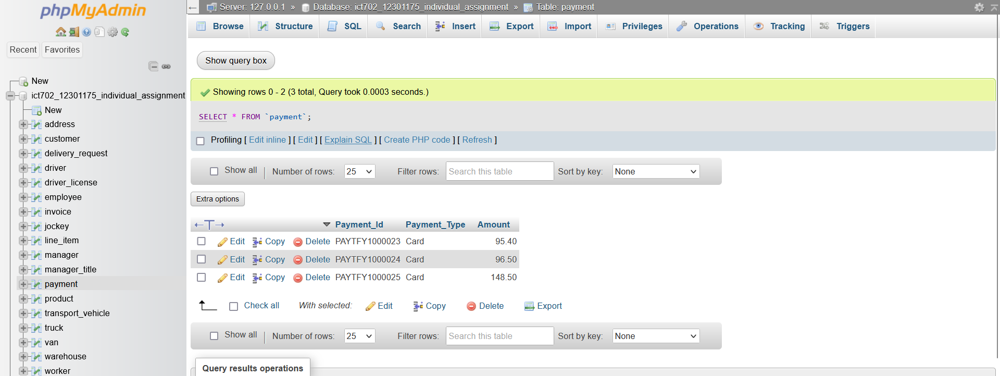 phpMyAdmin
Recent Favorites
New
ict702_12301175_individual_assignment
New
address
customer
delivery_request
driver
driver_license
employee
invoice
jockey
line_item
manager
manager_title
payment
product
transport_vehicle
truck
van
warehouse
worker
Server: 127.0.0.1 » Database: ict702_12301175_individual_assignment » Table: payment
Browse Structure SQL Search Insert Export Import Privileges Operations Tracking Triggers
Show query box
Showing rows 0 - 2 (3 total, Query took 0.0003 seconds.)
SELECT * FROM `payment`;
Profiling [ Edit inline ] [ Edit ] [ Explain SQL ] [ Create PHP code ] [ Refresh ]
Show all Number of rows: 25 Filter rows: Search this table Sort by key: None
Extra options
Payment_Id Payment_Type Amount
Edit Copy Delete PAYTFY1000023 Card 95.40
Edit Copy Delete PAYTFY1000024 Card 96.50
Edit Copy Delete PAYTFY1000025 Card 148.50
Check all With selected: Edit Copy Delete Export
Show all Number of rows: 25 Filter rows: Search this table Sort by key: None
Query results operations